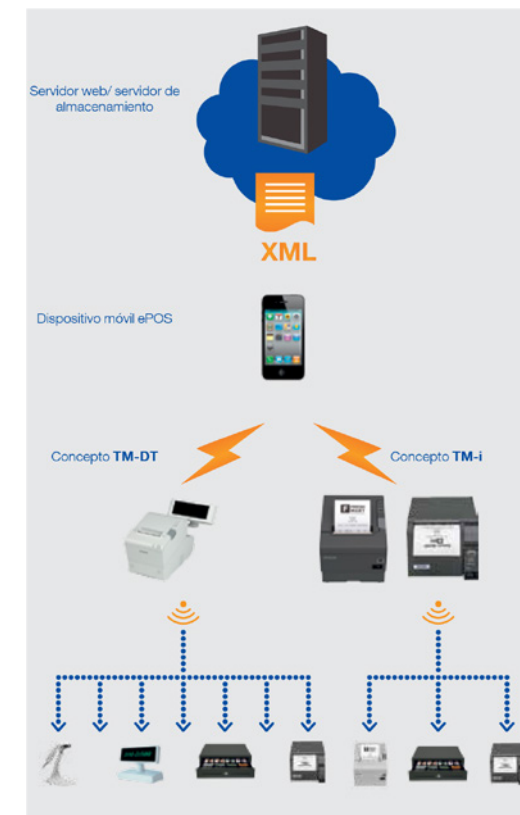 Servidor web/ servidor de
almacenamiento
XML
Dispositivo móvil ePOS
Concepto TM-DT
Concepto TM-i